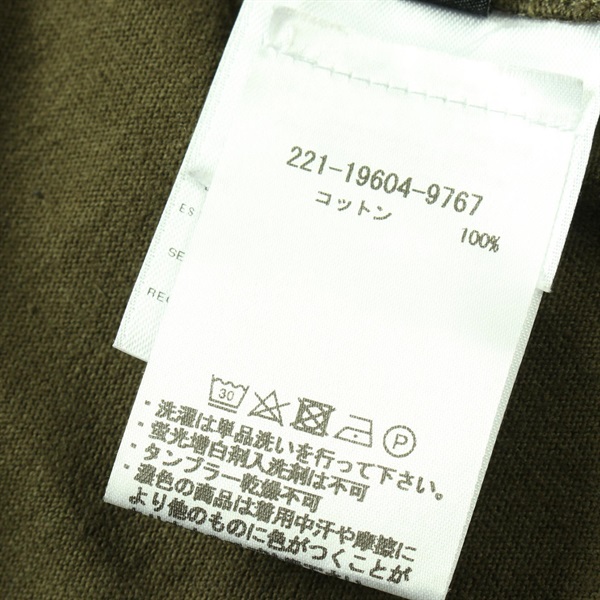 221-19604-9767
コットン 100%
ES
SE
REC
30 P
・洗濯は単品洗いを行って下さい。
・蛍光増白剤入洗剤は不可
・タンブラー乾燥不可
・濃色の商品は着用中汗や摩擦に
より他のものに色がつくことが